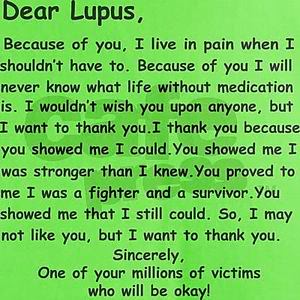 Dear Lupus,
Because of you, I live in pain when I
shouldn't have to. Because of you I will
never know what life without medication
is. I wouldn't wish you upon anyone, but
I want to thank you.I thank you because
you showed me I could.You showed me I
was stronger than I knew.You proved to
me I was a fighter and a survivor.You
showed me that I still could. So, I may
not like you, but I want to thank you.
Sincerely,
One of your millions of victims
who will be okay!